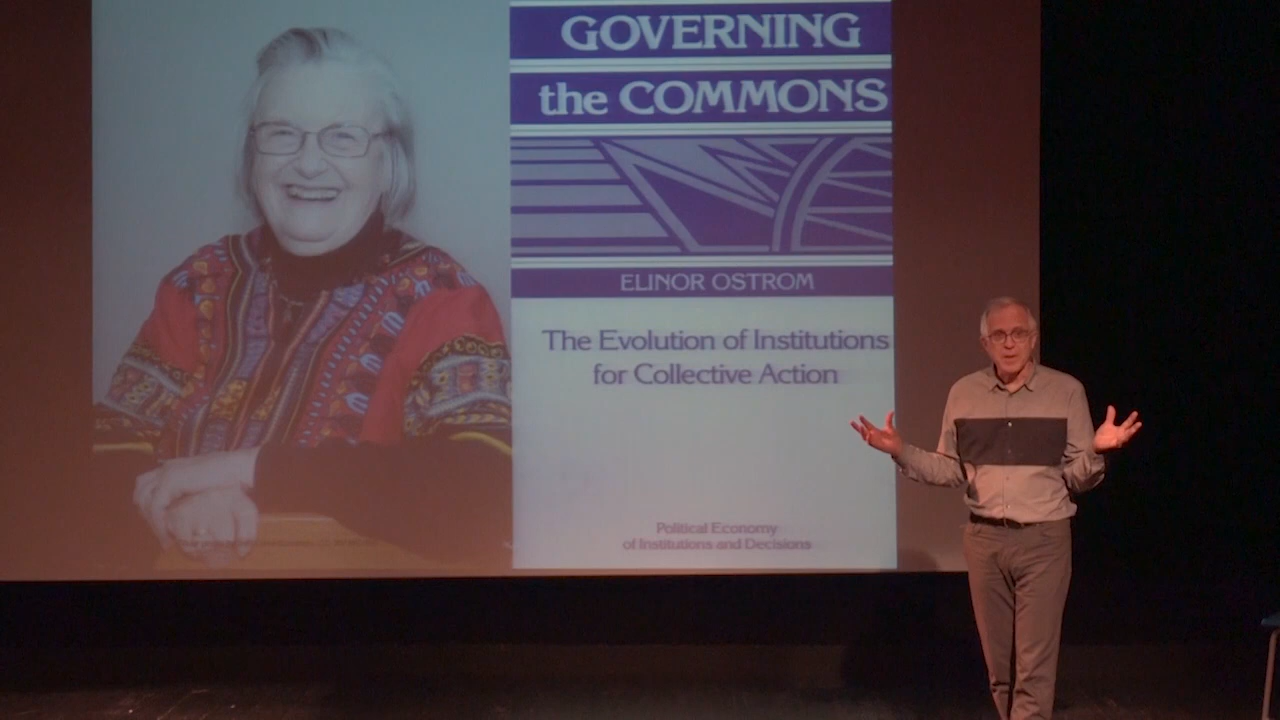 GOVERNING
the COMMONS
ELINOR OSTROM
The Evolution of Institutions
for Collective Action
Political Economy
of Institutions and Decisions